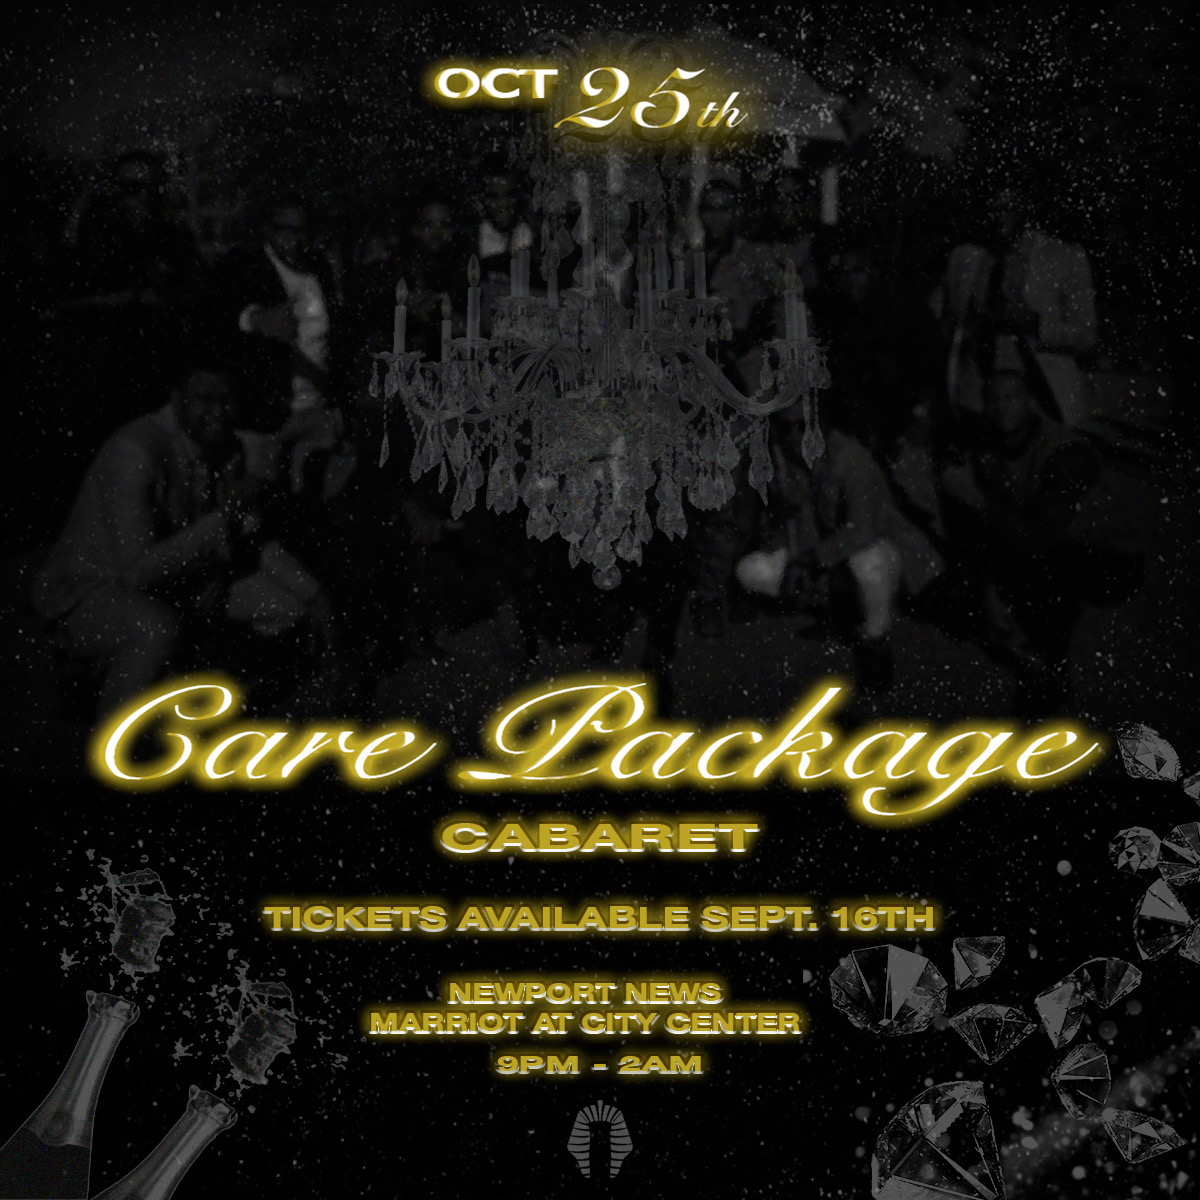 OCT 25th
Care Package
CABARET
TICKETS AVAILABLE SEPT. 16TH
NEWPORT NEWS
MARRIOT AT CITY CENTER
9PM - 2AM